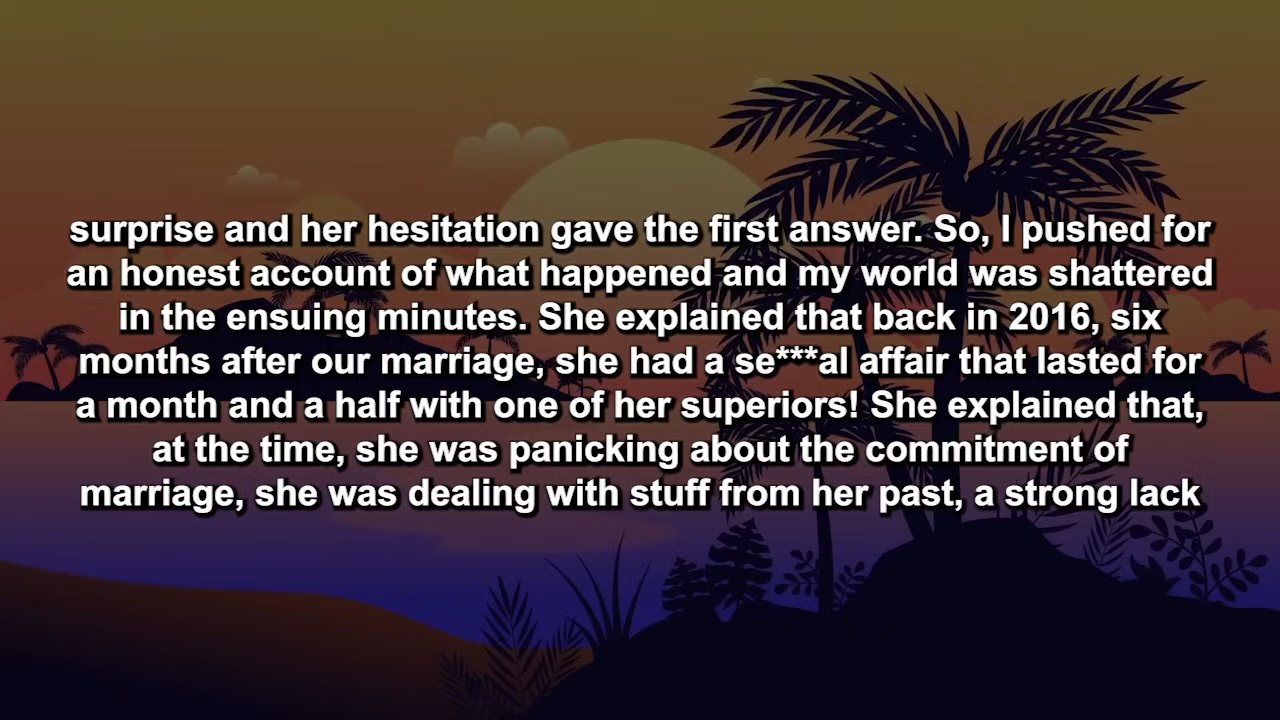 surprise and her hesitation gave the first answer. So, I pushed for
an honest account of what happened and my world was shattered
in the ensuing minutes. She explained that back in 2016, six
months after our marriage, she had a se***al affair that lasted for
a month and a half with one of her superiors! She explained that,
at the time, she was panicking about the commitment of
marriage, she was dealing with stuff from her past, a strong lack